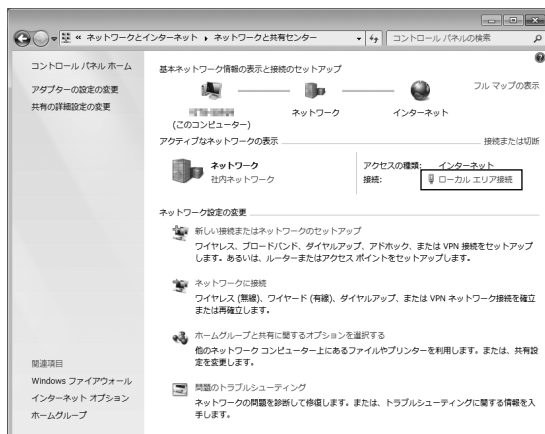 « ネットワークとインターネット ▸ ネットワークと共有センター
コントロール パネルの検索
コントロール パネル ホーム
アダプターの設定の変更
共有の詳細設定の変更
基本ネットワーク情報の表示と接続のセットアップ
フル マップの表示
(このコンピューター)
ネットワーク
インターネット
アクティブなネットワークの表示
接続または切断
ネットワーク
社内ネットワーク
アクセスの種類: インターネット
接続: ローカル エリア接続
ネットワーク設定の変更
新しい接続またはネットワークのセットアップ
ワイヤレス、ブロードバンド、ダイヤルアップ、アドホック、または VPN 接続をセットアップ
します。あるいは、ルーターまたはアクセス ポイントをセットアップします。
ネットワークに接続
ワイヤレス (無線)、ワイヤード (有線)、ダイヤルアップ、または VPN ネットワーク接続を確立
または再確立します。
ホームグループと共有に関するオプションを選択する
他のネットワーク コンピューター上にあるファイルやプリンターを利用します。または、共有設
定を変更します。
問題のトラブルシューティング
ネットワークの問題を診断して修復します。または、トラブルシューティングに関する情報を入
手します。
関連項目
Windows ファイアウォール
インターネット オプション
ホームグループ